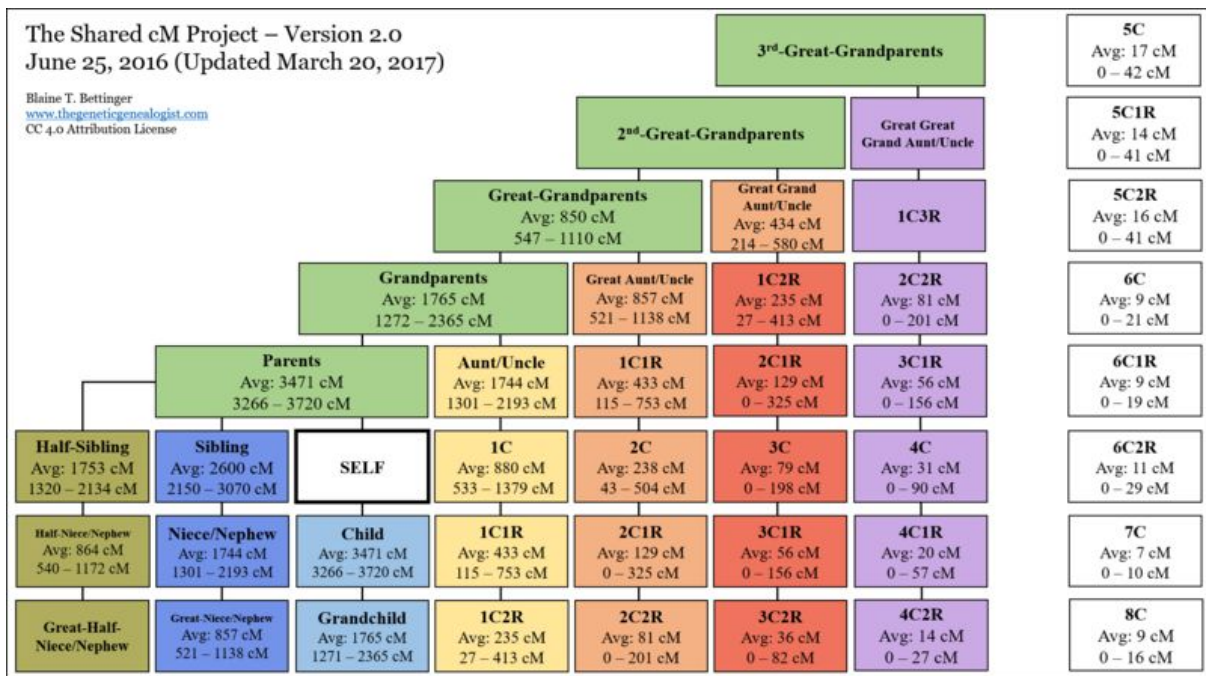 The Shared cM Project – Version 2.0
June 25, 2016 (Updated March 20, 2017)
Blaine T. Bettinger
www.thegeneticgenealogist.com
CC 4.0 Attribution License
3rd-Great-Grandparents
5C
Avg: 17 cM
0 – 42 cM
2nd-Great-Grandparents
Great Great
Grand Aunt/Uncle
5C1R
Avg: 14 cM
0 – 41 cM
Great-Grandparents
Avg: 850 cM
547 – 1110 cM
Great Grand
Aunt/Uncle
Avg: 434 cM
214 – 580 cM
1C3R
5C2R
Avg: 16 cM
0 – 41 cM
Grandparents
Avg: 1765 cM
1272 – 2365 cM
Great Aunt/Uncle
Avg: 857 cM
521 – 1138 cM
1C2R
Avg: 235 cM
27 – 413 cM
2C2R
Avg: 81 cM
0 – 201 cM
6C
Avg: 9 cM
0 – 21 cM
Parents
Avg: 3471 cM
3266 – 3720 cM
Aunt/Uncle
Avg: 1744 cM
1301 – 2193 cM
1C1R
Avg: 433 cM
115 – 753 cM
2C1R
Avg: 129 cM
0 – 325 cM
3C1R
Avg: 56 cM
0 – 156 cM
6C1R
Avg: 9 cM
0 – 19 cM
Half-Sibling
Avg: 1753 cM
1320 – 2134 cM
Sibling
Avg: 2600 cM
2150 – 3070 cM
SELF
1C
Avg: 880 cM
533 – 1379 cM
2C
Avg: 238 cM
43 – 504 cM
3C
Avg: 79 cM
0 – 198 cM
4C
Avg: 31 cM
0 – 90 cM
6C2R
Avg: 11 cM
0 – 29 cM
Half-Niece/Nephew
Avg: 864 cM
540 – 1172 cM
Niece/Nephew
Avg: 1744 cM
1301 – 2193 cM
Child
Avg: 3471 cM
3266 – 3720 cM
1C1R
Avg: 433 cM
115 – 753 cM
2C1R
Avg: 129 cM
0 – 325 cM
3C1R
Avg: 56 cM
0 – 156 cM
4C1R
Avg: 20 cM
0 – 57 cM
7C
Avg: 7 cM
0 – 10 cM
Great-Half-
Niece/Nephew
Great-Niece/Nephew
Avg: 857 cM
521 – 1138 cM
Grandchild
Avg: 1765 cM
1271 – 2365 cM
1C2R
Avg: 235 cM
27 – 413 cM
2C2R
Avg: 81 cM
0 – 201 cM
3C2R
Avg: 36 cM
0 – 82 cM
4C2R
Avg: 14 cM
0 – 27 cM
8C
Avg: 9 cM
0 – 16 cM